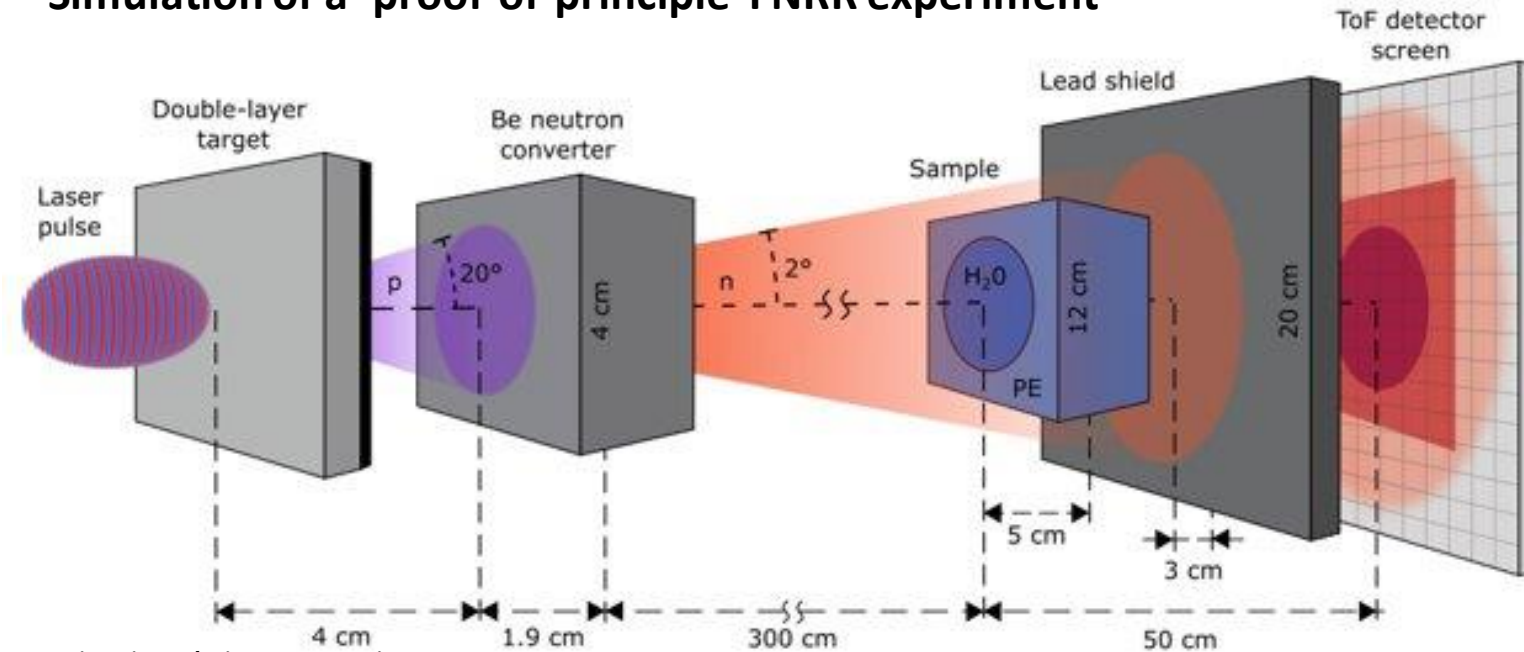 Simulation of a "proof-of-principle" FNRR experiment
ToF detector
screen
Lead shield
Double-layer
target
Be neutron
converter
Sample
Laser
pulse
p
20°
4 cm
n
2°
H₂0
12 cm
PE
20 cm
5 cm
3 cm
4 cm
1.9 cm
300 cm
50 cm